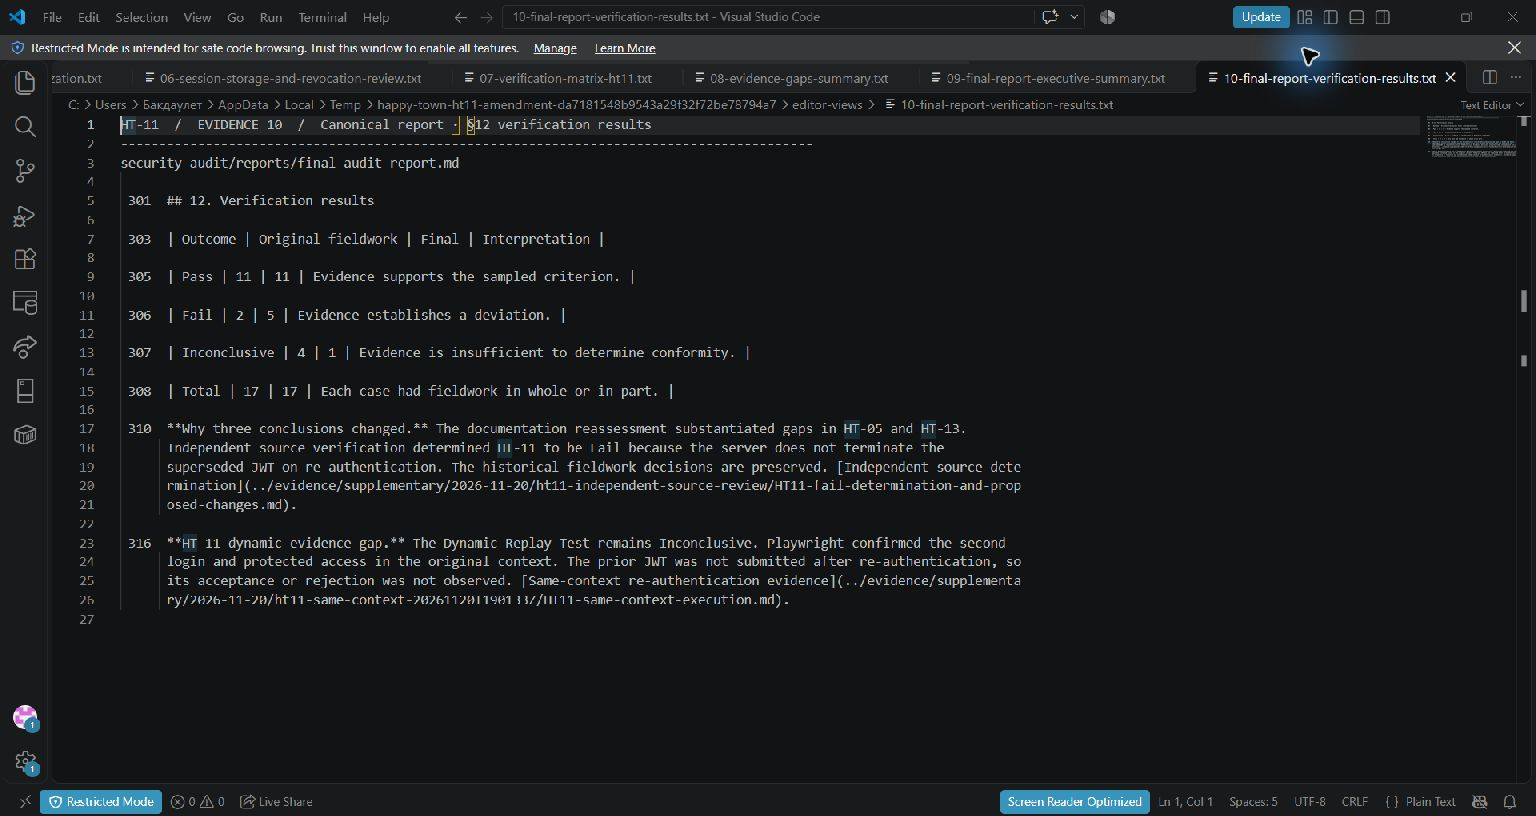 File Edit Selection View Go Run Terminal Help
10-final-report-verification-results.txt - Visual Studio Code
Update
Restricted Mode is intended for safe code browsing. Trust this window to enable all features. Manage Learn More
zation.txt 06-session-storage-and-revocation-review.txt 07-verification-matrix-ht11.txt 08-evidence-gaps-summary.txt 09-final-report-executive-summary.txt 10-final-report-verification-results.txt
C: > Users > Бакдаулет > AppData > Local > Temp > happy-town-ht11-amendment-da7181548b9543a29f32f72be78794a7 > editor-views > 10-final-report-verification-results.txt Text Editor
1 HT-11 / EVIDENCE 10 / Canonical report · §12 verification results
2 ------------------------------------------------------------------------------------------
3 security audit/reports/final audit report.md
4
5 301 ## 12. Verification results
6
7 303 | Outcome | Original fieldwork | Final | Interpretation |
8
9 305 | Pass | 11 | 11 | Evidence supports the sampled criterion. |
10
11 306 | Fail | 2 | 5 | Evidence establishes a deviation. |
12
13 307 | Inconclusive | 4 | 1 | Evidence is insufficient to determine conformity. |
14
15 308 | Total | 17 | 17 | Each case had fieldwork in whole or in part. |
16
17 310 **Why three conclusions changed.** The documentation reassessment substantiated gaps in HT-05 and HT-13.
18 Independent source verification determined HT-11 to be Fail because the server does not terminate the
19 superseded JWT on re authentication. The historical fieldwork decisions are preserved. [Independent source dete
20 rmination](../evidence/supplementary/2026-11-20/ht11-independent-source-review/HT11-fail-determination-and-prop
21 osed-changes.md).
22
23 316 **HT 11 dynamic evidence gap.** The Dynamic Replay Test remains Inconclusive. Playwright confirmed the second
24 login and protected access in the original context. The prior JWT was not submitted after re-authentication, so
25 its acceptance or rejection was not observed. [Same-context re-authentication evidence](../evidence/supplementa
26 ry/2026-11-20/ht11-same-context-20261120T190133Z/HT11-same-context-execution.md).
27
1
1
Restricted Mode 0 0 Live Share Screen Reader Optimized Ln 1, Col 1 Spaces: 5 UTF-8 CRLF { } Plain Text